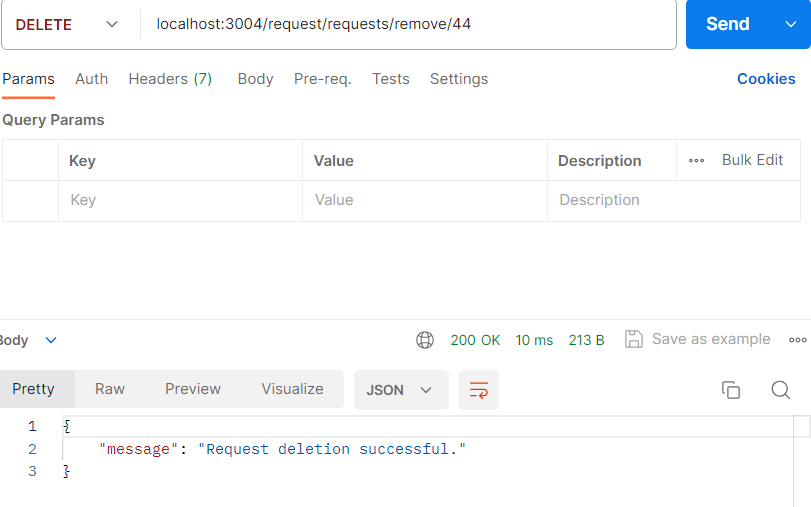 DELETE localhost:3004/request/requests/remove/44 Send
Params Auth Headers (7) Body Pre-req. Tests Settings Cookies
Query Params
Key Value Description Bulk Edit
Key Value Description
Body 200 OK 10 ms 213 B Save as example
Pretty Raw Preview Visualize JSON
1 {
2 "message": "Request deletion successful."
3 }